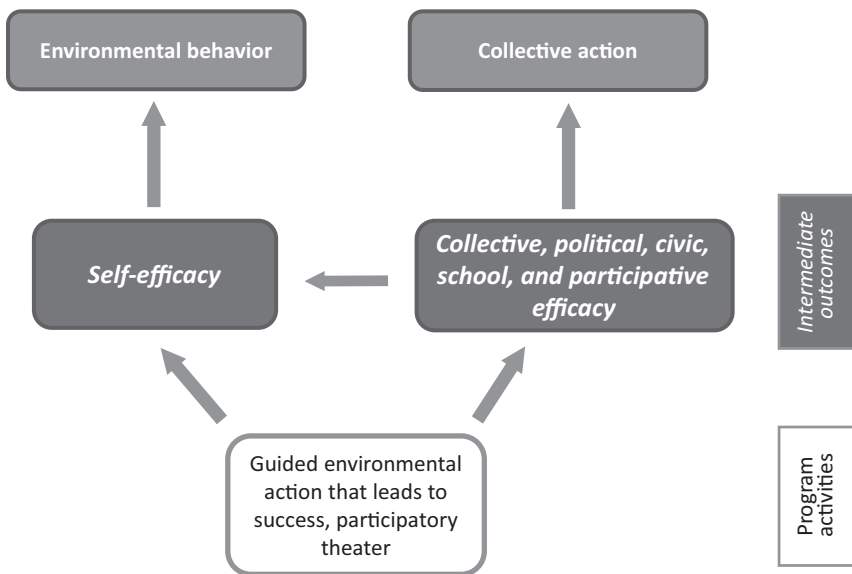 Environmental behavior
Collective action
Self-efficacy
Collective, political, civic,
school, and participative
efficacy
Intermediate
outcomes
Guided environmental
action that leads to
success, participatory
theater
Program
activities